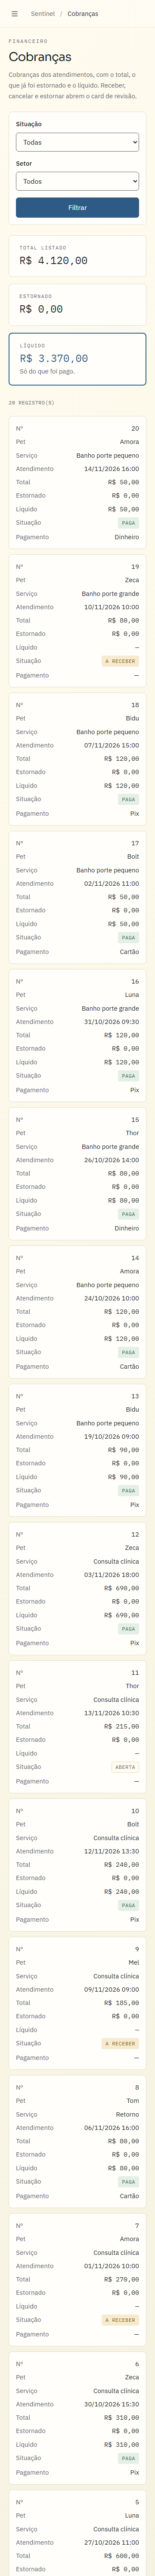 Sentinel / Cobranças
FINANCEIRO
Cobranças
Cobranças dos atendimentos, com o total, o
que já foi estornado e o líquido. Receber,
cancelar e estornar abrem o card de revisão.
Situação
Todas
Setor
Todos
Filtrar
TOTAL LISTADO
R$ 4.120,00
ESTORNADO
R$ 0,00
LÍQUIDO
R$ 3.370,00
Só do que foi pago.
20 REGISTRO(S)
Nº 20
Pet Amora
Serviço Banho porte pequeno
Atendimento 14/11/2026 16:00
Total R$ 50,00
Estornado R$ 0,00
Líquido R$ 50,00
Situação PAGA
Pagamento Dinheiro
Nº 19
Pet Zeca
Serviço Banho porte grande
Atendimento 10/11/2026 10:00
Total R$ 80,00
Estornado R$ 0,00
Líquido —
Situação A RECEBER
Pagamento —
Nº 18
Pet Bidu
Serviço Banho porte pequeno
Atendimento 07/11/2026 15:00
Total R$ 120,00
Estornado R$ 0,00
Líquido R$ 120,00
Situação PAGA
Pagamento Pix
Nº 17
Pet Bolt
Serviço Banho porte pequeno
Atendimento 02/11/2026 11:00
Total R$ 50,00
Estornado R$ 0,00
Líquido R$ 50,00
Situação PAGA
Pagamento Cartão
Nº 16
Pet Luna
Serviço Banho porte grande
Atendimento 31/10/2026 09:30
Total R$ 120,00
Estornado R$ 0,00
Líquido R$ 120,00
Situação PAGA
Pagamento Pix
Nº 15
Pet Thor
Serviço Banho porte grande
Atendimento 26/10/2026 14:00
Total R$ 80,00
Estornado R$ 0,00
Líquido R$ 80,00
Situação PAGA
Pagamento Dinheiro
Nº 14
Pet Amora
Serviço Banho porte pequeno
Atendimento 24/10/2026 10:00
Total R$ 120,00
Estornado R$ 0,00
Líquido R$ 120,00
Situação PAGA
Pagamento Cartão
Nº 13
Pet Bidu
Serviço Banho porte pequeno
Atendimento 19/10/2026 09:00
Total R$ 90,00
Estornado R$ 0,00
Líquido R$ 90,00
Situação PAGA
Pagamento Pix
Nº 12
Pet Zeca
Serviço Consulta clínica
Atendimento 03/11/2026 18:00
Total R$ 690,00
Estornado R$ 0,00
Líquido R$ 690,00
Situação PAGA
Pagamento Pix
Nº 11
Pet Thor
Serviço Consulta clínica
Atendimento 13/11/2026 10:30
Total R$ 215,00
Estornado R$ 0,00
Líquido —
Situação ABERTA
Pagamento —
Nº 10
Pet Bolt
Serviço Consulta clínica
Atendimento 12/11/2026 13:30
Total R$ 240,00
Estornado R$ 0,00
Líquido R$ 240,00
Situação PAGA
Pagamento Pix
Nº 9
Pet Mel
Serviço Consulta clínica
Atendimento 09/11/2026 09:00
Total R$ 185,00
Estornado R$ 0,00
Líquido —
Situação A RECEBER
Pagamento —
Nº 8
Pet Tom
Serviço Retorno
Atendimento 06/11/2026 16:00
Total R$ 80,00
Estornado R$ 0,00
Líquido R$ 80,00
Situação PAGA
Pagamento Cartão
Nº 7
Pet Amora
Serviço Consulta clínica
Atendimento 01/11/2026 10:00
Total R$ 270,00
Estornado R$ 0,00
Líquido —
Situação A RECEBER
Pagamento —
Nº 6
Pet Zeca
Serviço Consulta clínica
Atendimento 30/10/2026 15:30
Total R$ 310,00
Estornado R$ 0,00
Líquido R$ 310,00
Situação PAGA
Pagamento Pix
Nº 5
Pet Luna
Serviço Consulta clínica
Atendimento 27/10/2026 11:00
Total R$ 600,00
Estornado R$ 0,00